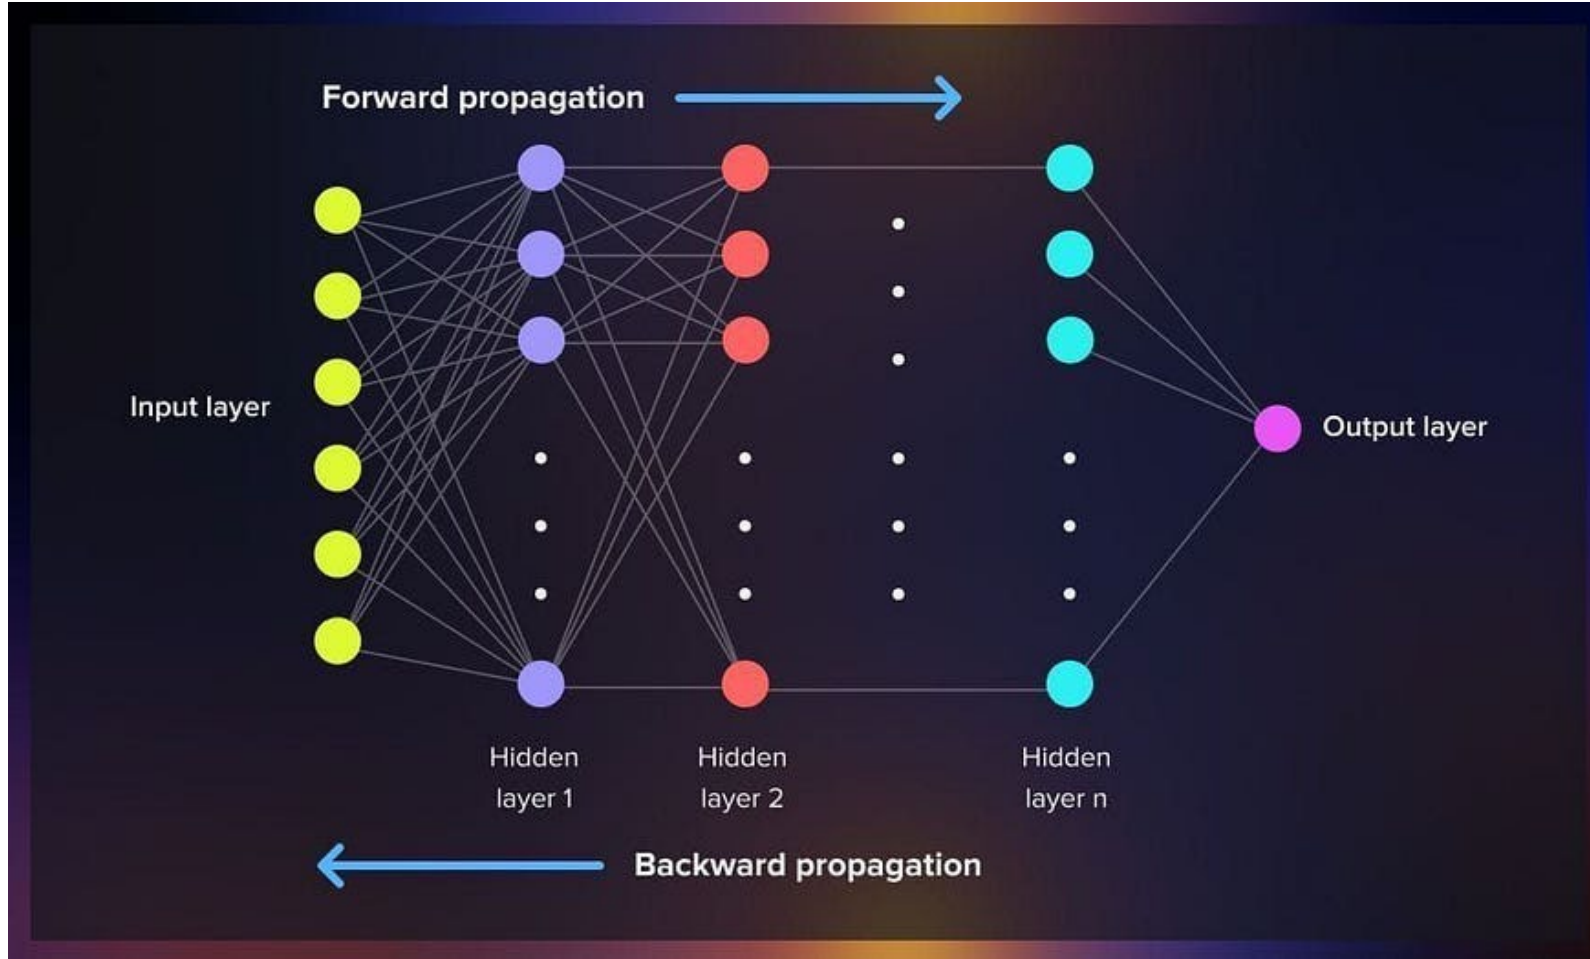 Forward propagation
Input layer
Output layer
Hidden
layer 1
Hidden
layer 2
Hidden
layer n
Backward propagation